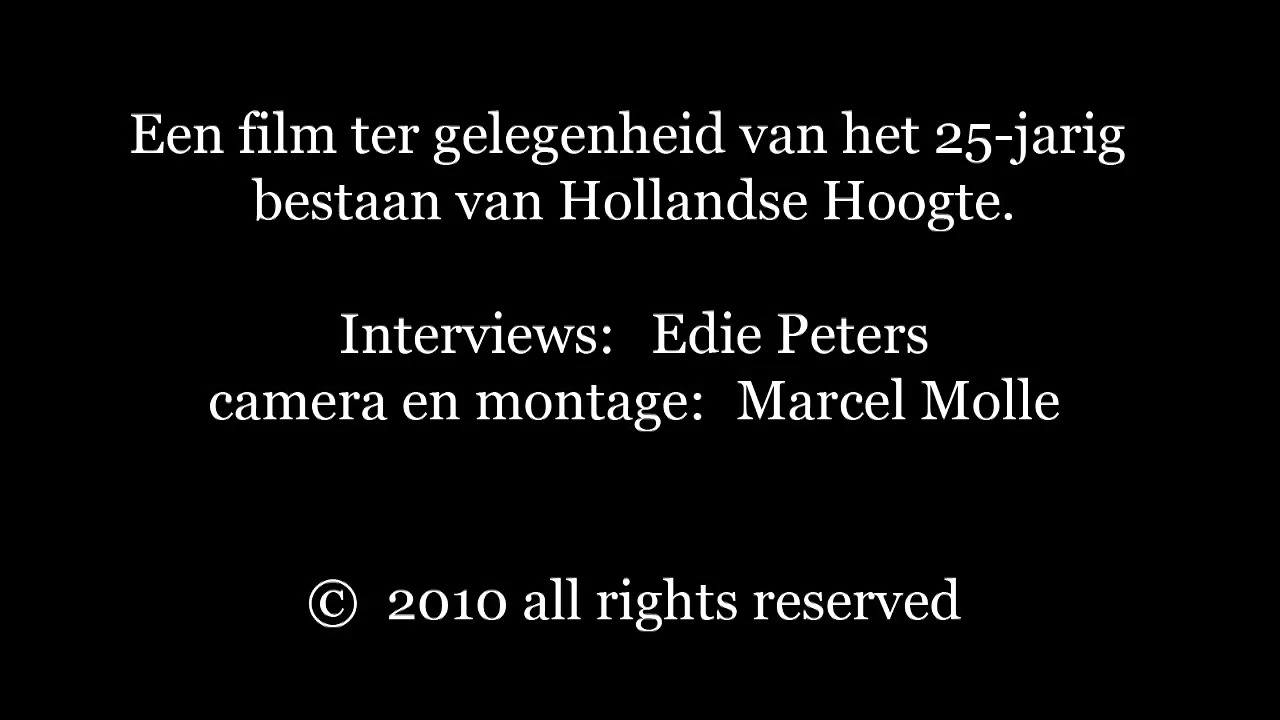 Een film ter gelegenheid van het 25-jarig
bestaan van Hollandse Hoogte.
Interviews: Edie Peters
camera en montage: Marcel Molle
© 2010 all rights reserved